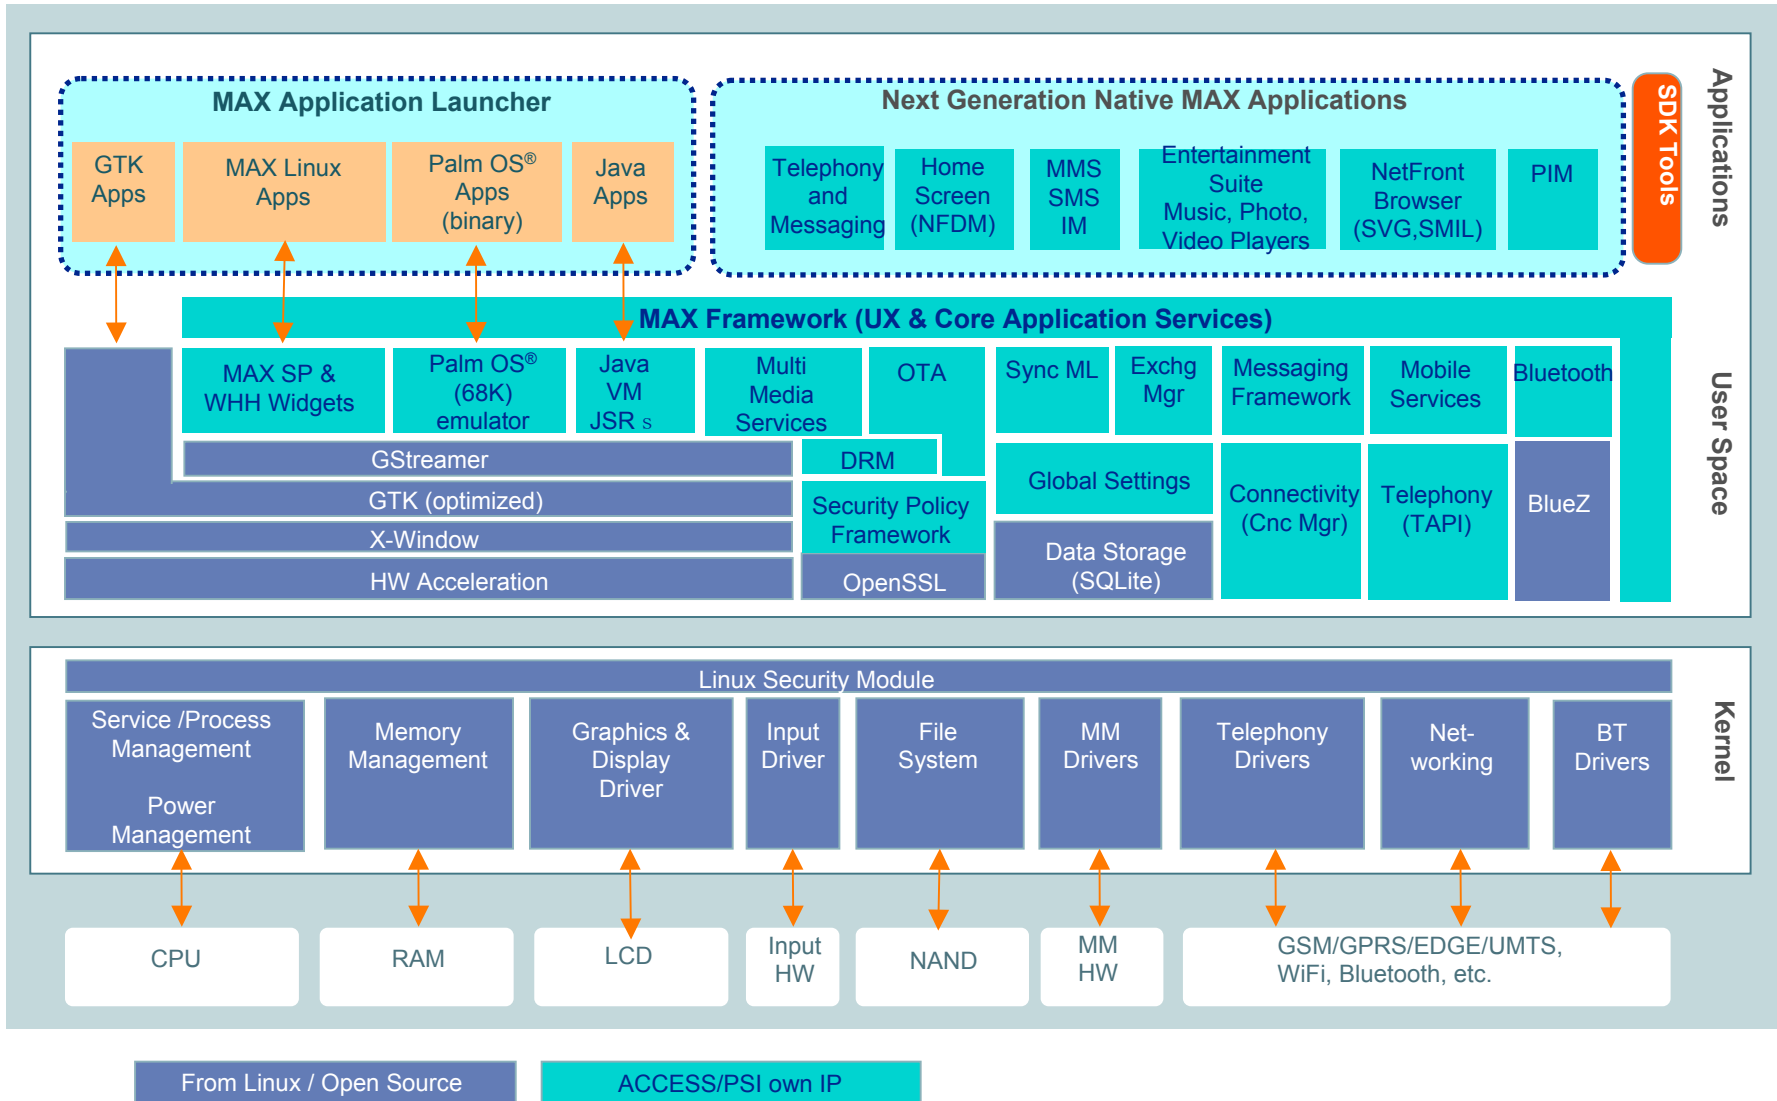 MAX Application Launcher
GTK
Apps
MAX Linux
Apps
Palm OS®
Apps
(binary)
Java
Apps
Next Generation Native MAX Applications
Telephony
and
Messaging
Home
Screen
(NFDM)
MMS
SMS
IM
Entertainment
Suite
Music, Photo,
Video Players
NetFront
Browser
(SVG,SMIL)
PIM
SDK Tools
Applications
MAX Framework (UX & Core Application Services)
MAX SP &
WHH Widgets
Palm OS®
(68K)
emulator
Java
VM
JSR s
Multi
Media
Services
OTA
Sync ML
Exchg
Mgr
Messaging
Framework
Mobile
Services
Bluetooth
User Space
GStreamer
DRM
Global Settings
GTK (optimized)
Security Policy
Framework
Connectivity
(Cnc Mgr)
Telephony
(TAPI)
BlueZ
X-Window
Data Storage
(SQLite)
HW Acceleration
OpenSSL
Linux Security Module
Kernel
Service /Process
Management
Power
Management
Memory
Management
Graphics &
Display
Driver
Input
Driver
File
System
MM
Drivers
Telephony
Drivers
Net-
working
BT
Drivers
CPU
RAM
LCD
Input
HW
NAND
MM
HW
GSM/GPRS/EDGE/UMTS,
WiFi, Bluetooth, etc.
From Linux / Open Source
ACCESS/PSI own IP